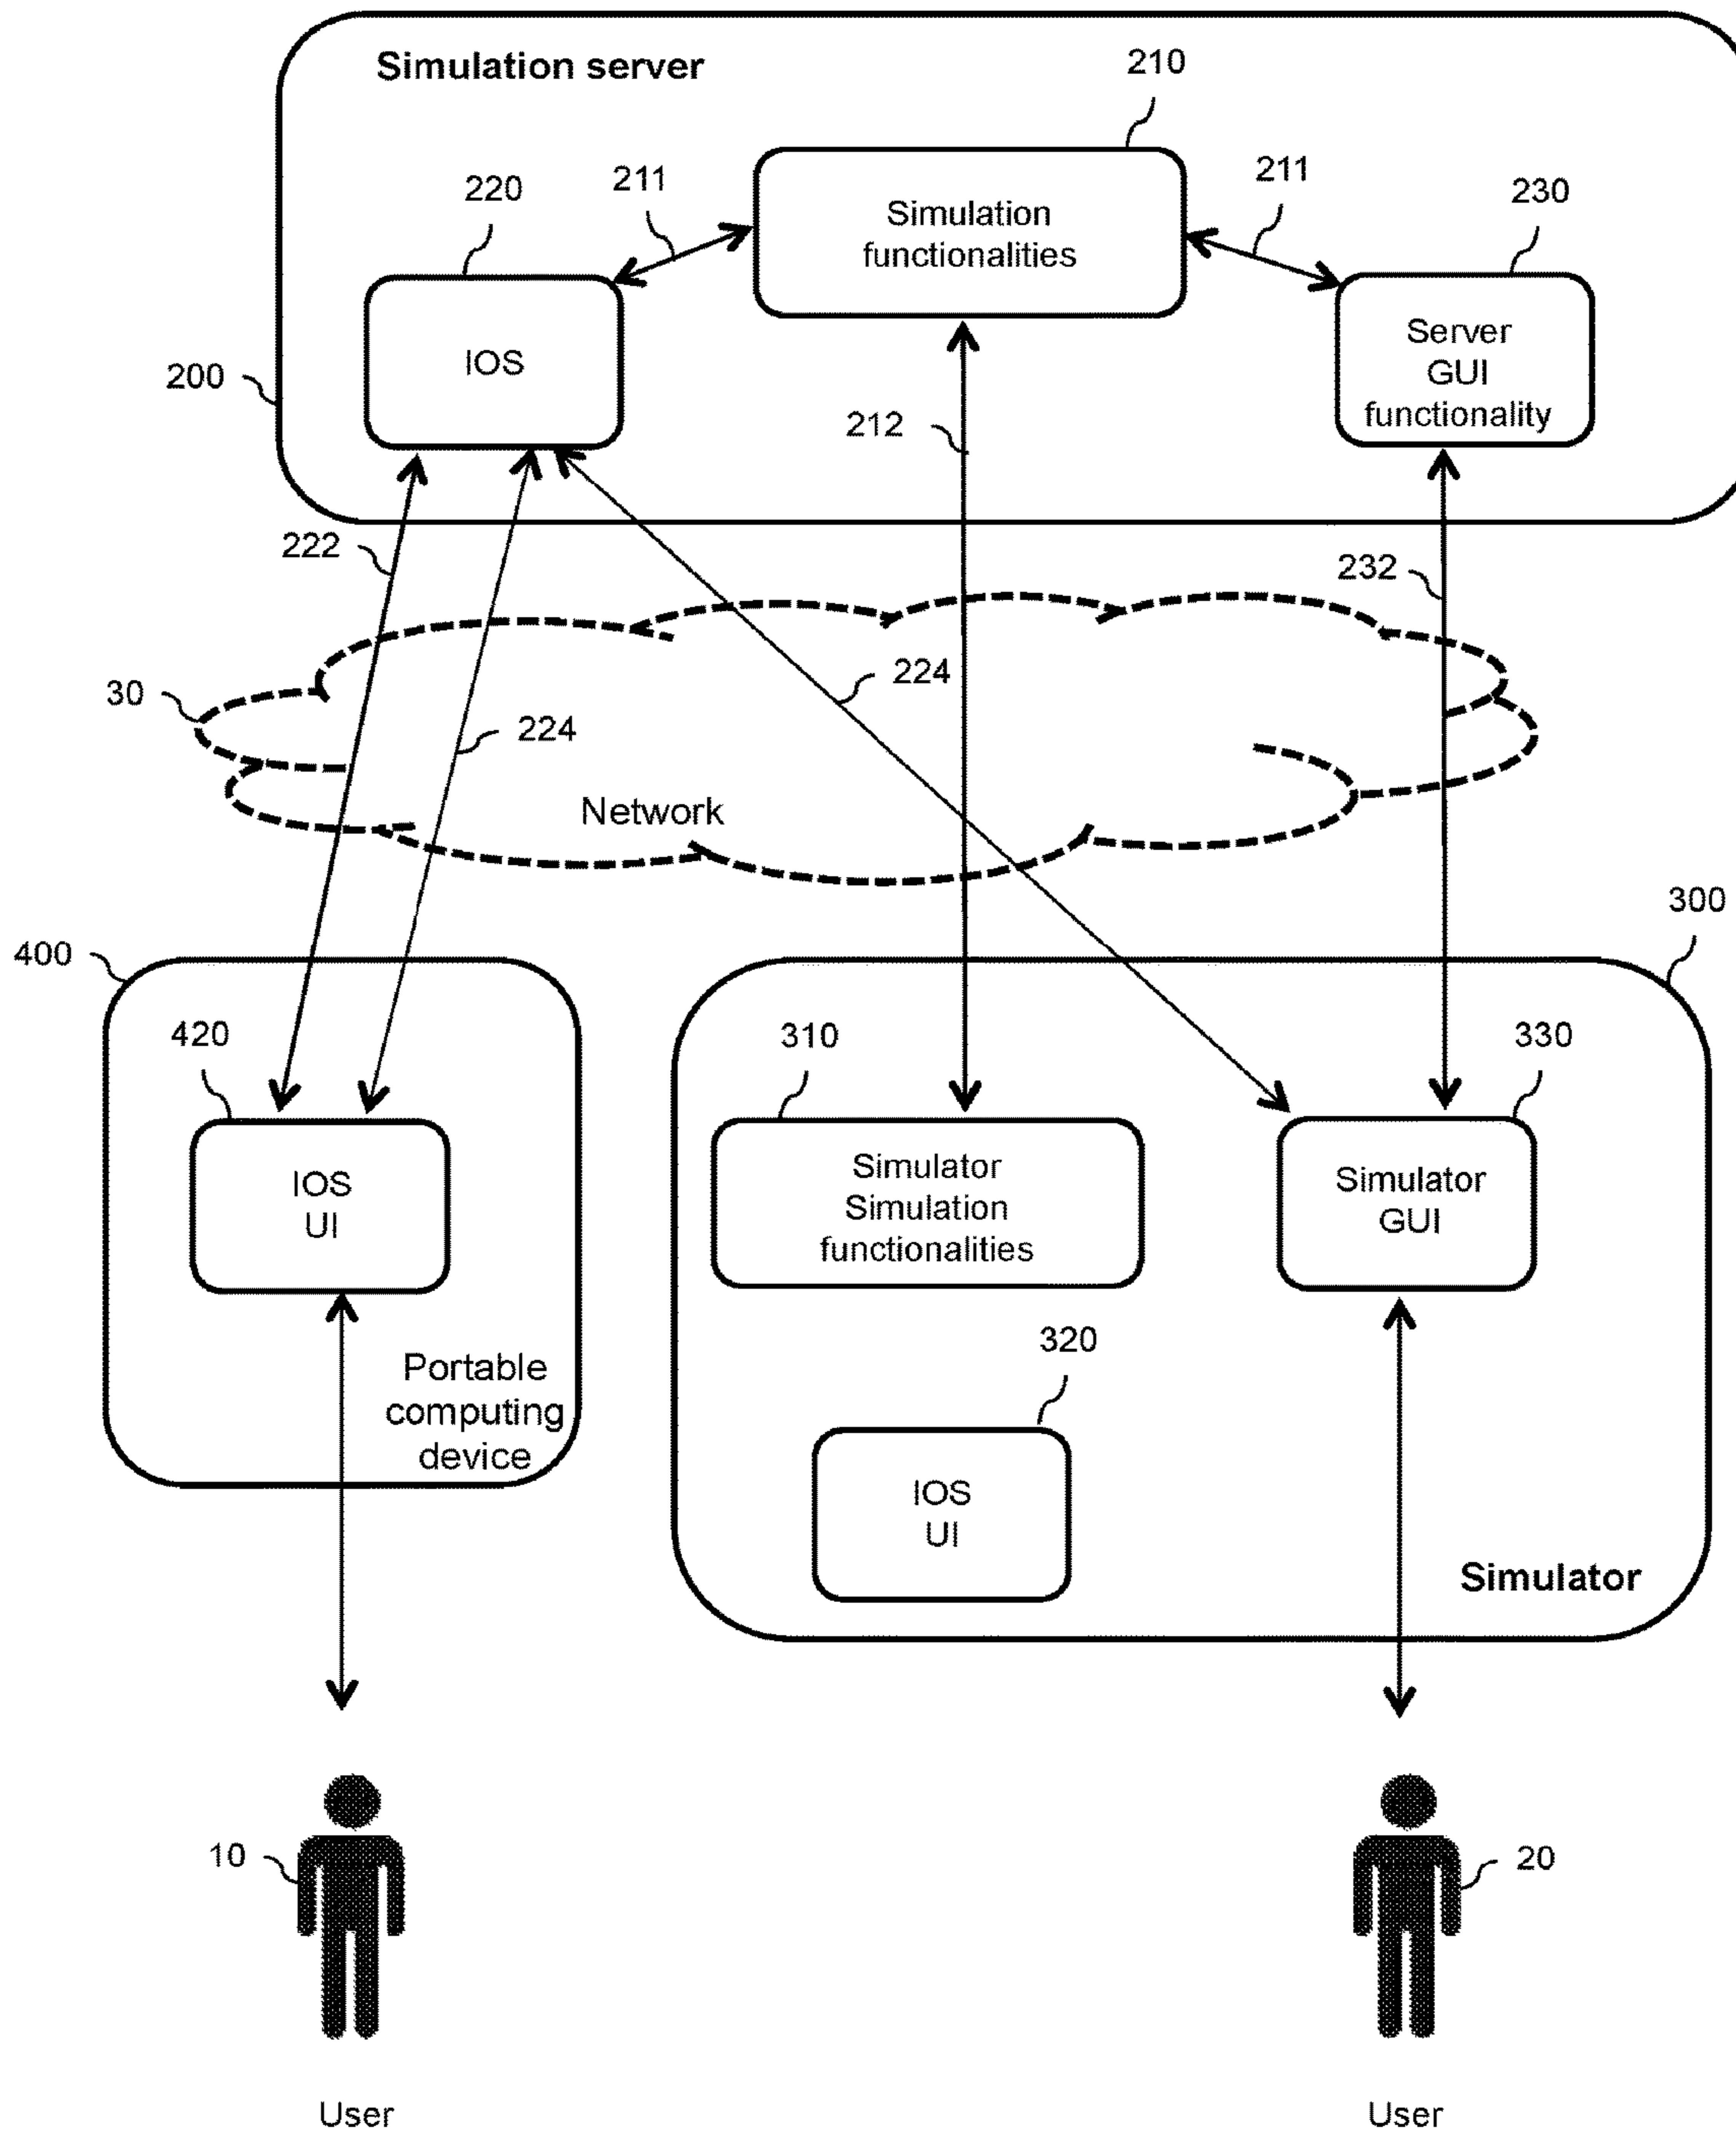 Simulation server
210
211
211
220
230
Simulation
functionalities
IOS
Server
GUI
functionality
200
212
222
232
30
224
224
Network
300
400
420
310
330
IOS
UI
Simulator
Simulation
functionalities
Simulator
GUI
320
Portable
computing
device
IOS
UI
Simulator
10
20
User
User